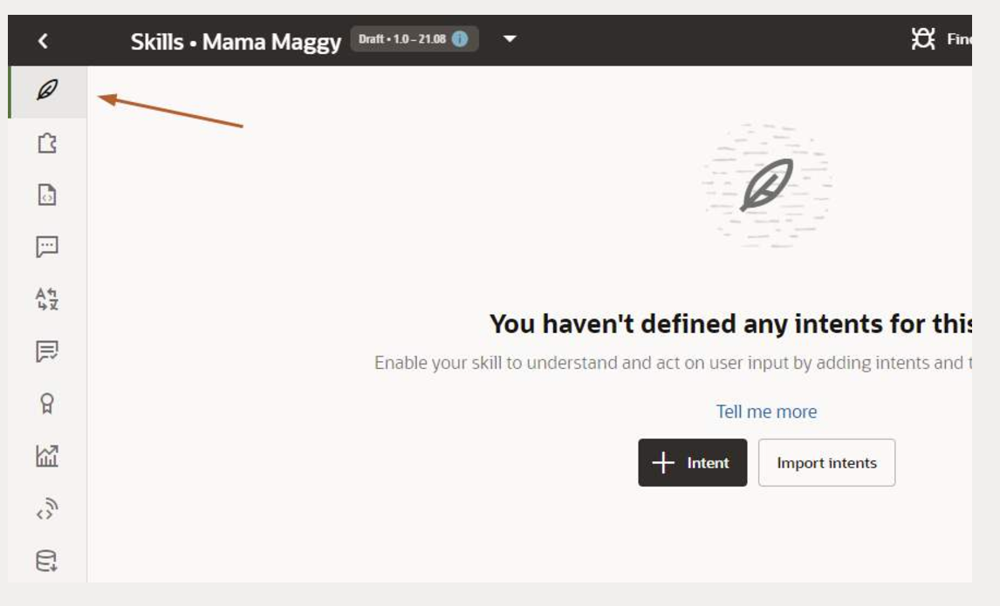 Skills • Mama Maggy Draft • 1.0 – 21.08
You haven't defined any intents for this
Enable your skill to understand and act on user input by adding intents and
Tell me more
Intent
Import intents